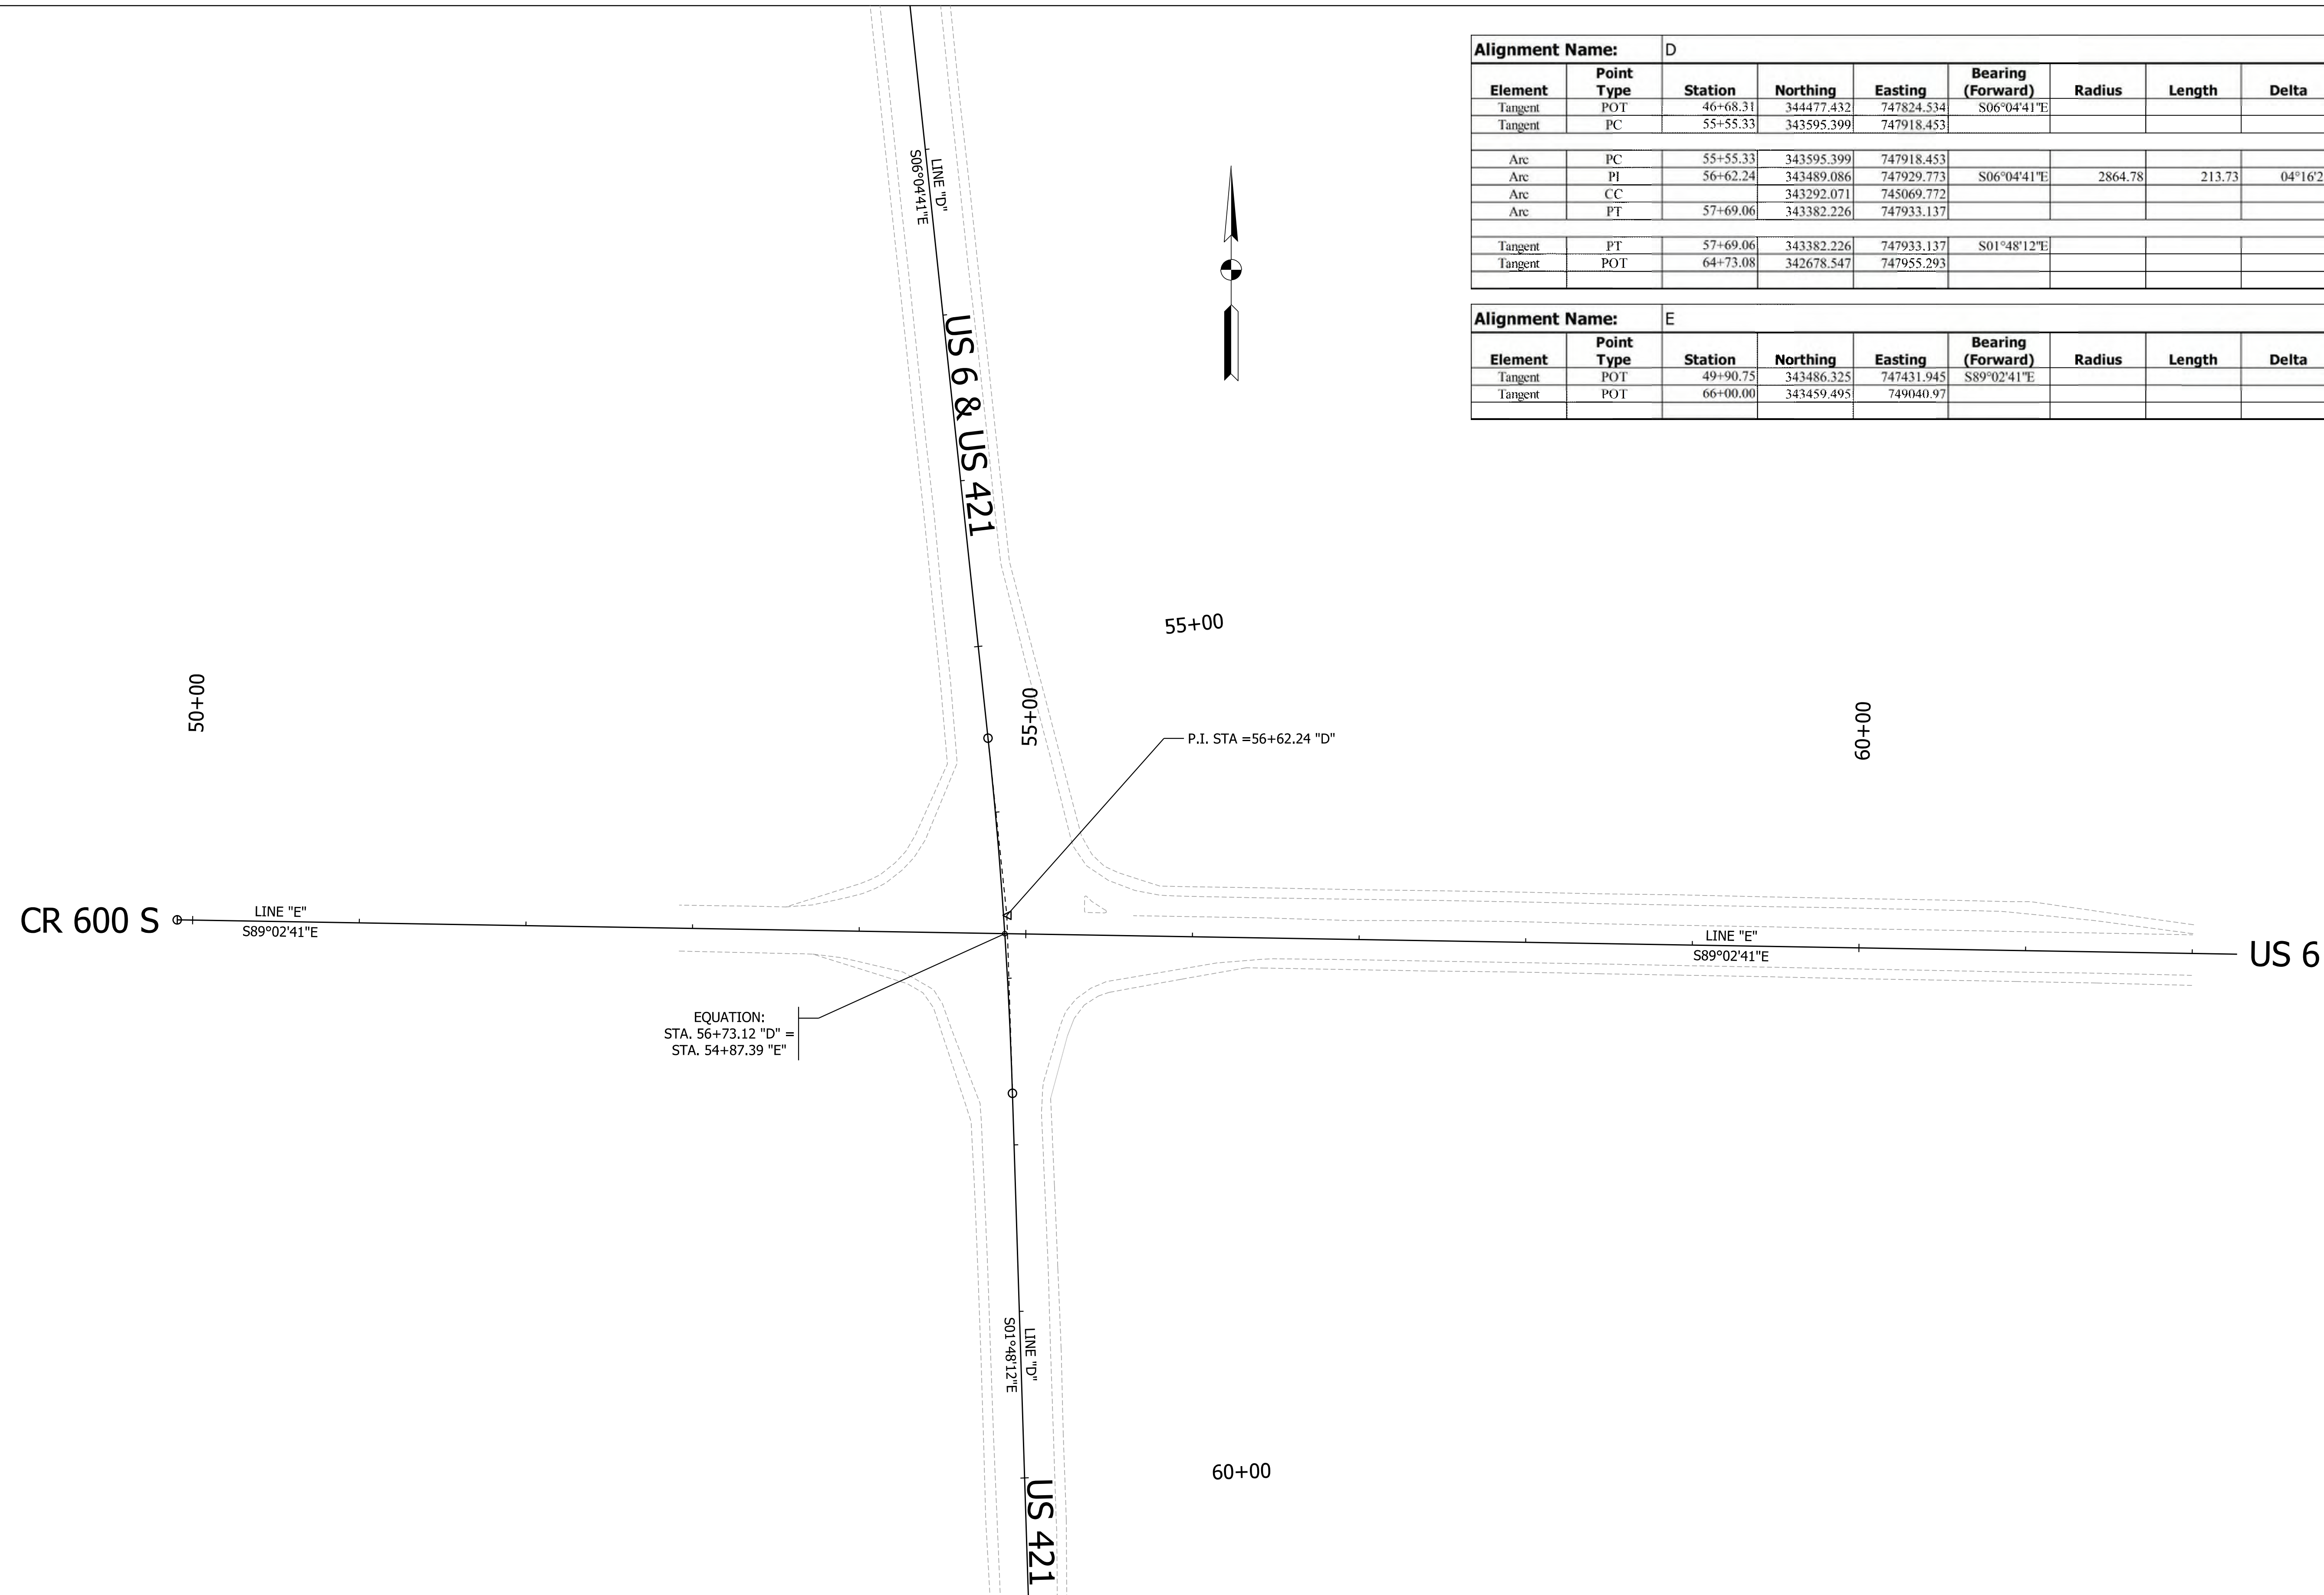 Alignment Name: D
Element Point Type Station Northing Easting Bearing (Forward) Radius Length Delta
Tangent POT 46+68.31 344477.432 747824.534 S06°04'41"E
Tangent PC 55+55.33 343595.399 747918.453
Arc PC 55+55.33 343595.399 747918.453
Arc PI 56+62.24 343489.086 747929.773 S06°04'41"E 2864.78 213.73 04°16'2
Arc CC 343292.071 745069.772
Arc PT 57+69.06 343382.226 747933.137
Tangent PT 57+69.06 343382.226 747933.137 S01°48'12"E
Tangent POT 64+73.08 342678.547 747955.293
Alignment Name: E
Element Point Type Station Northing Easting Bearing (Forward) Radius Length Delta
Tangent POT 49+90.75 343486.325 747431.945 S89°02'41"E
Tangent POT 66+00.00 343459.495 749040.97
LINE "D"
S06°04'41"E
US 6 & US 421
55+00
50+00
55+00
60+00
P.I. STA =56+62.24 "D"
CR 600 S
LINE "E"
S89°02'41"E
LINE "E"
S89°02'41"E
US 6
EQUATION:
STA. 56+73.12 "D" =
STA. 54+87.39 "E"
LINE "D"
S01°48'12"E
60+00
US 421